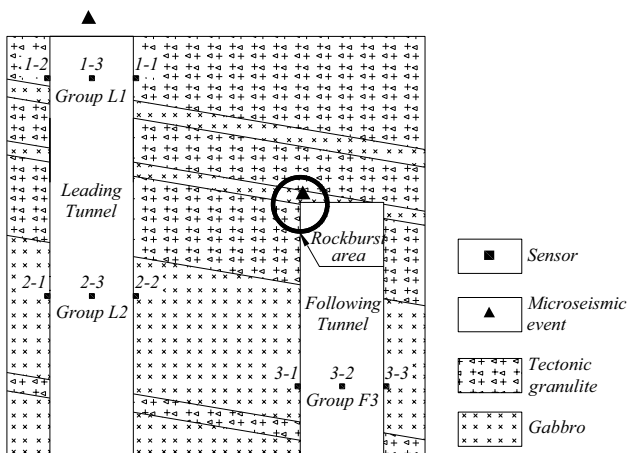 1-2 1-3 1-1
Group L1
Leading
Tunnel
Rockburst
area
2-1 2-3 2-2
Group L2
Following
Tunnel
3-1 3-2 3-3
Group F3
Sensor
Microseismic
event
Tectonic
granulite
Gabbro